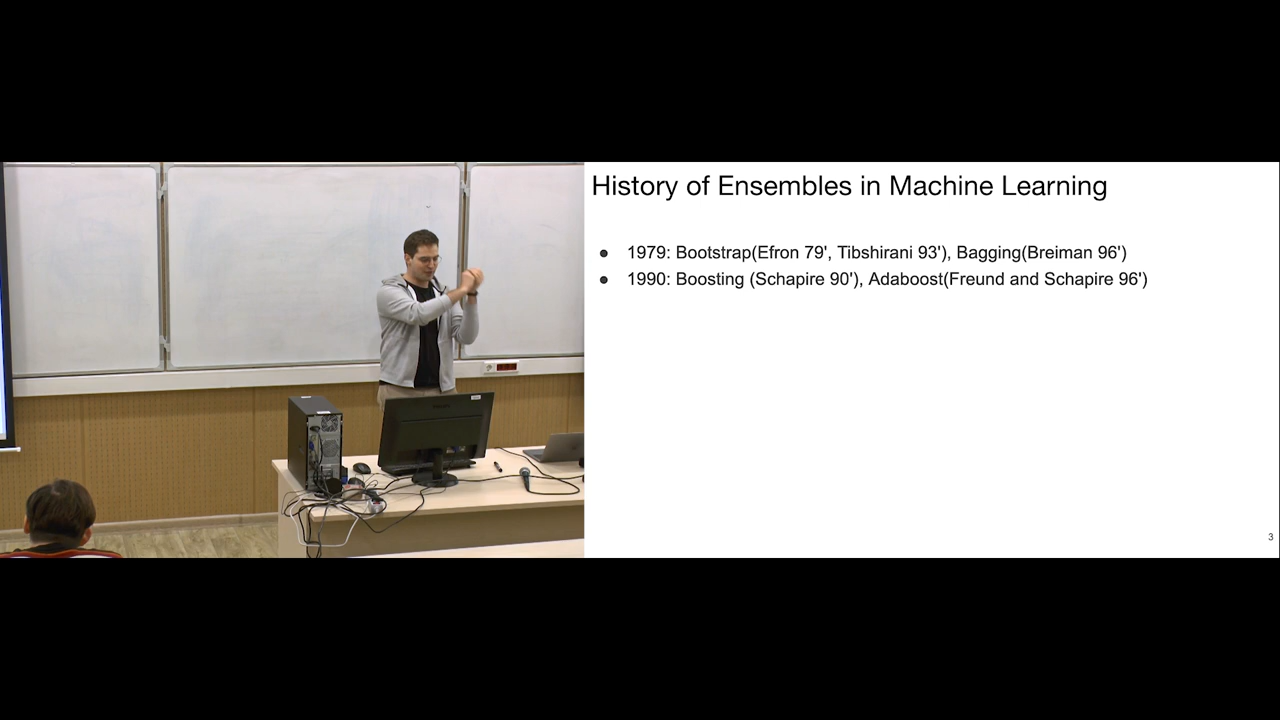 History of Ensembles in Machine Learning
● 1979: Bootstrap(Efron 79', Tibshirani 93'), Bagging(Breiman 96')
● 1990: Boosting (Schapire 90'), Adaboost(Freund and Schapire 96')
3